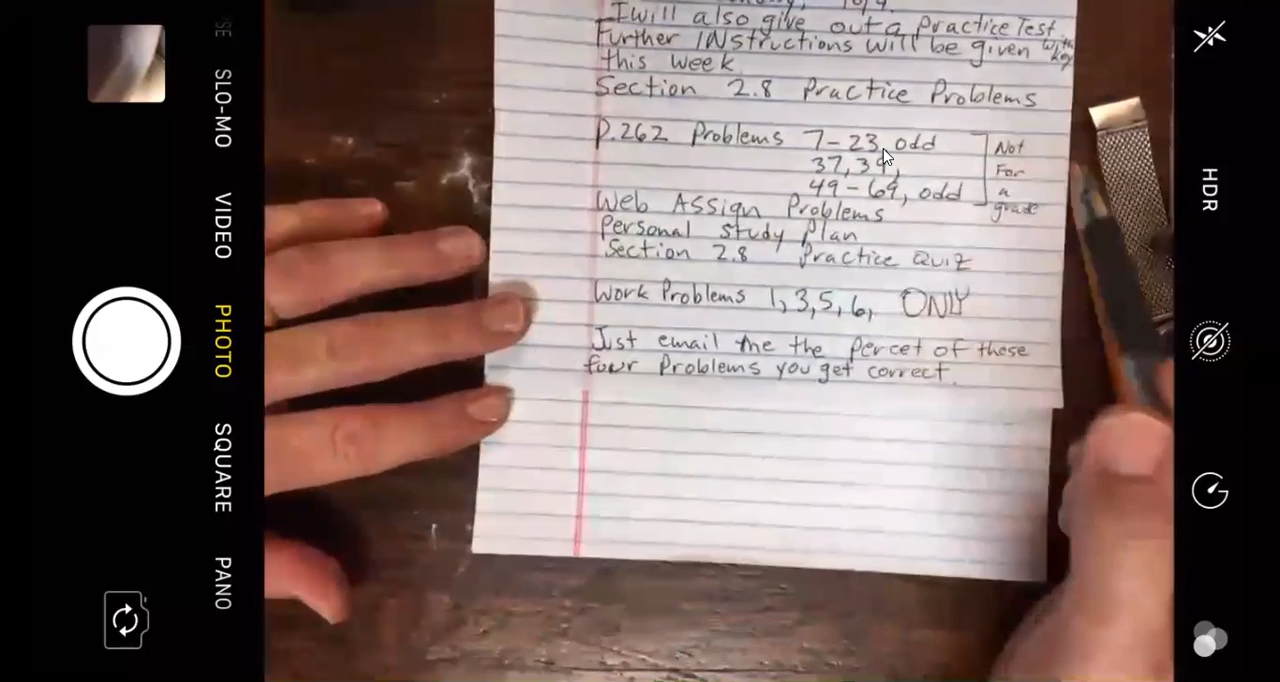 I will also give out a Practice Test
Further INstructions will be given with key
this week
Section 2.8 Practice Problems
P.262 Problems 7-23, odd
37, 39,
49-69, odd
Not
For
a
grade
Web Assign Problems
Personal Study Plan
Section 2.8 Practice QUIZ
Work Problems 1,3,5,6, ONLY
Just email me the percet of these
four Problems you get correct.
SLO-MO
VIDEO
PHOTO
SQUARE
PANO
HDR